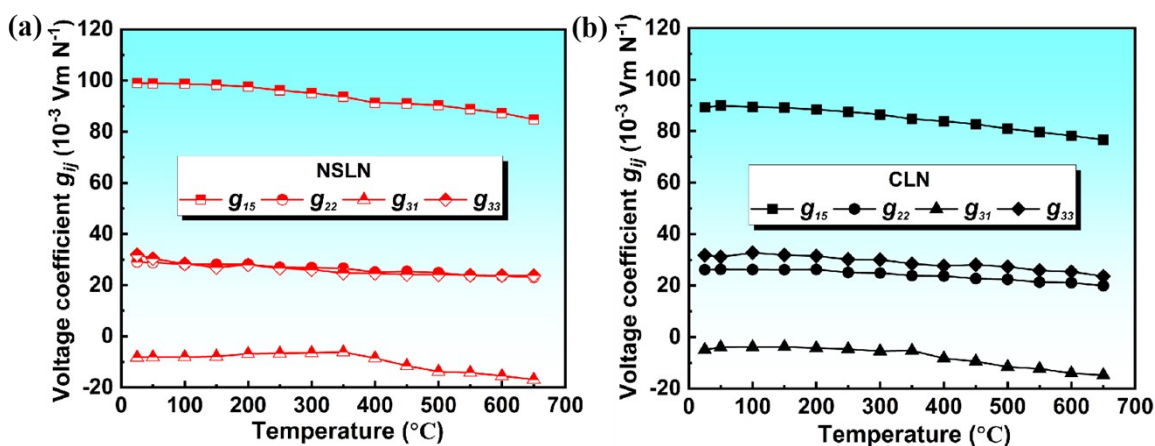 (a)
Voltage coefficient gij (10-3 Vm N-1)
120
100
80
60
40
20
0
-20
NSLN
g15 g22 g31 g33
0 100 200 300 400 500 600 700
Temperature (°C)
(b)
Voltage coefficient gij (10-3 Vm N-1)
120
100
80
60
40
20
0
-20
CLN
g15 g22 g31 g33
0 100 200 300 400 500 600 700
Temperature (°C)